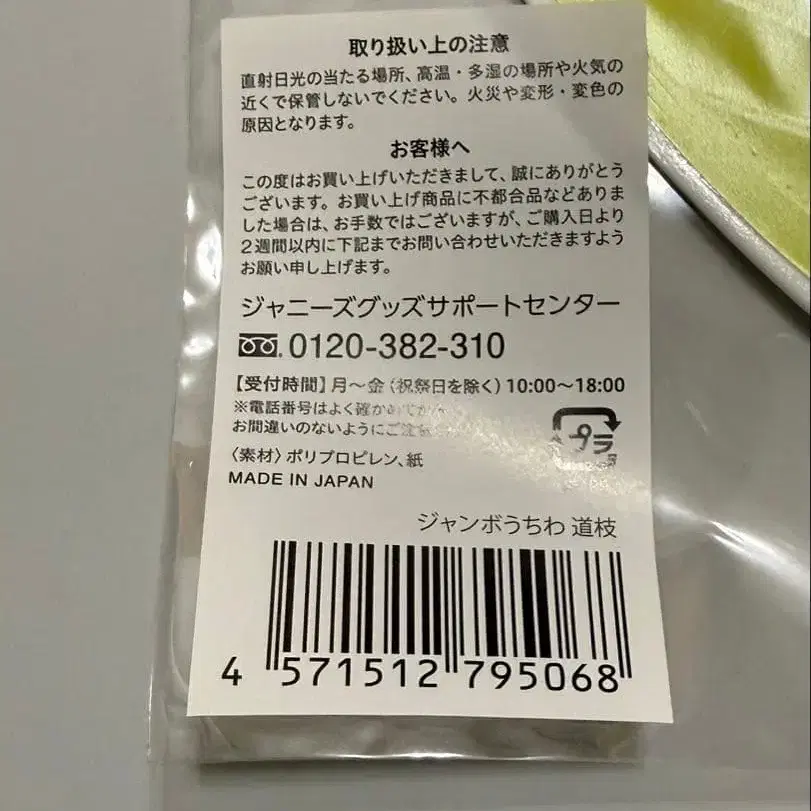 取り扱い上の注意
直射日光の当たる場所、高温・多湿の場所や火気の
近くで保管しないでください。火災や変形・変色の
原因となります。
お客様へ
この度はお買い上げいただきまして、誠にありがとう
ございます。お買い上げ商品に不都合品などありま
した場合は、お手数ではございますが、ご購入日より
2週間以内に下記までお問い合わせいただきますよう
お願い申し上げます。
ジャニーズグッズサポートセンター
0120-382-310
【受付時間】月～金（祝祭日を除く）10:00～18:00
※電話番号はよく確かめ
お間違いのないようにご注
プラ
〈素材〉ポリプロピレン、紙
MADE IN JAPAN
ジャンボうちわ 道枝
4 571512 795068